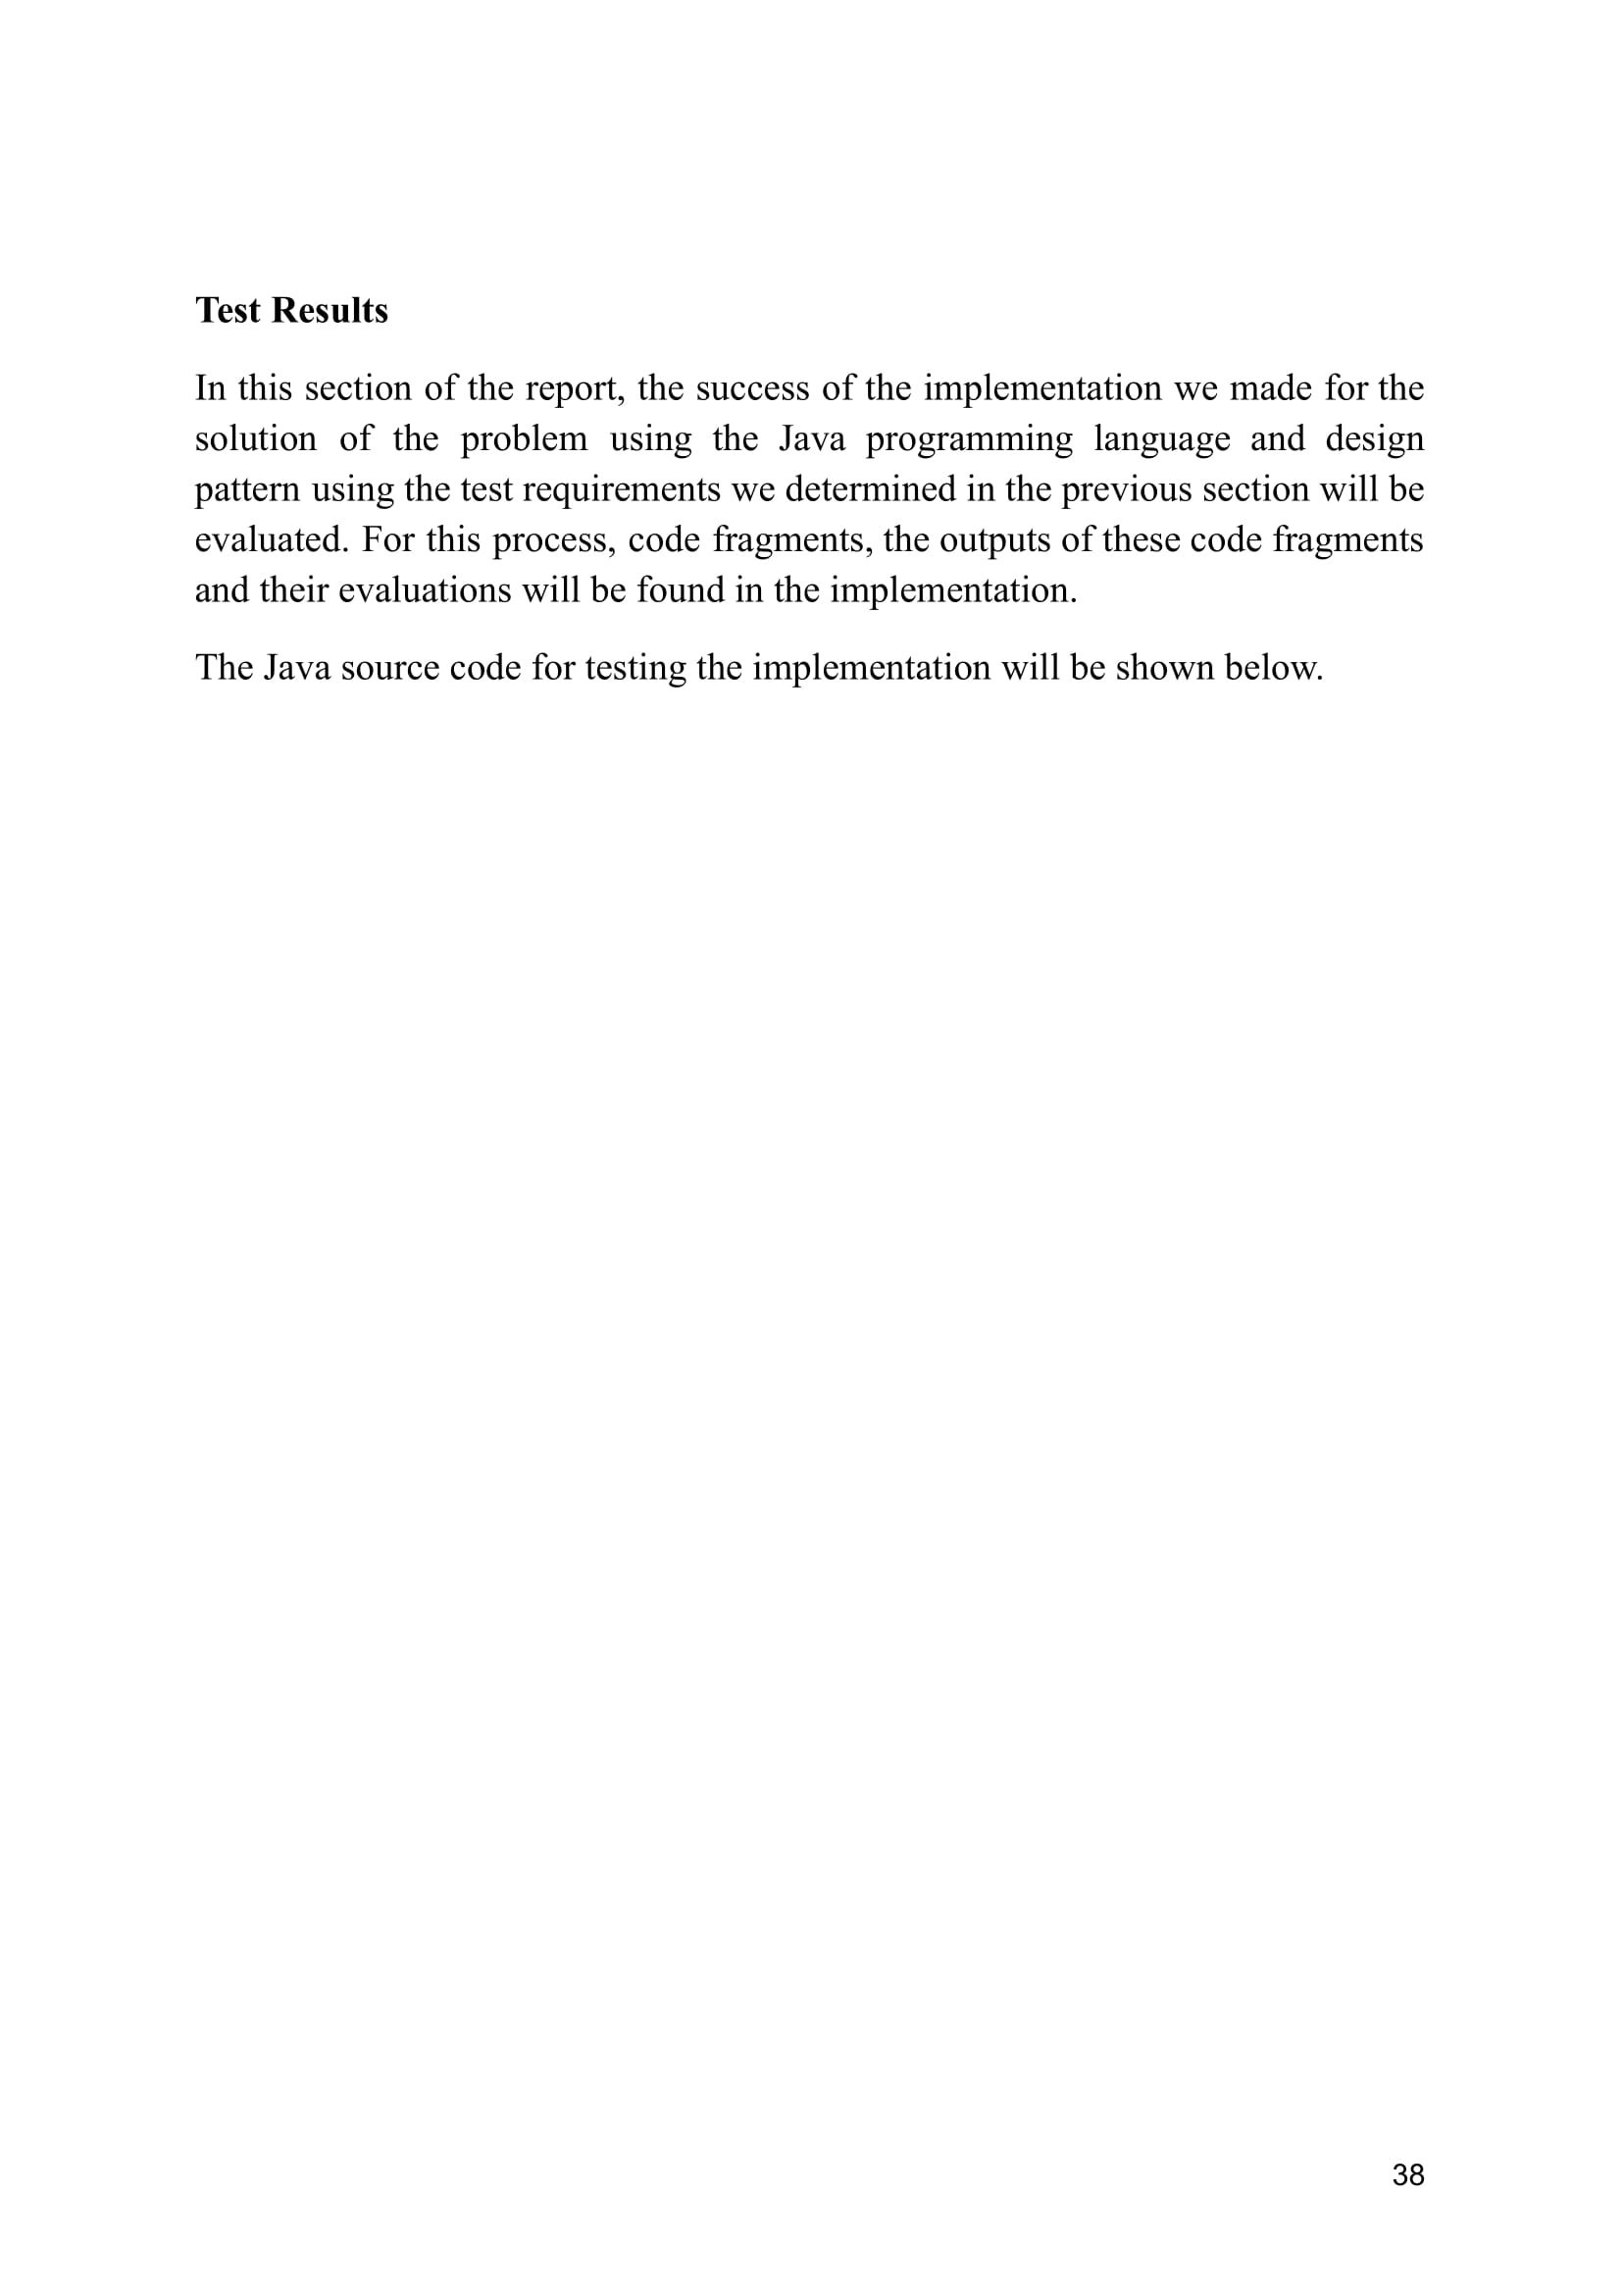 Test Results
In this section of the report, the success of the implementation we made for the
solution of the problem using the Java programming language and design
pattern using the test requirements we determined in the previous section will be
evaluated. For this process, code fragments, the outputs of these code fragments
and their evaluations will be found in the implementation.
The Java source code for testing the implementation will be shown below.
38